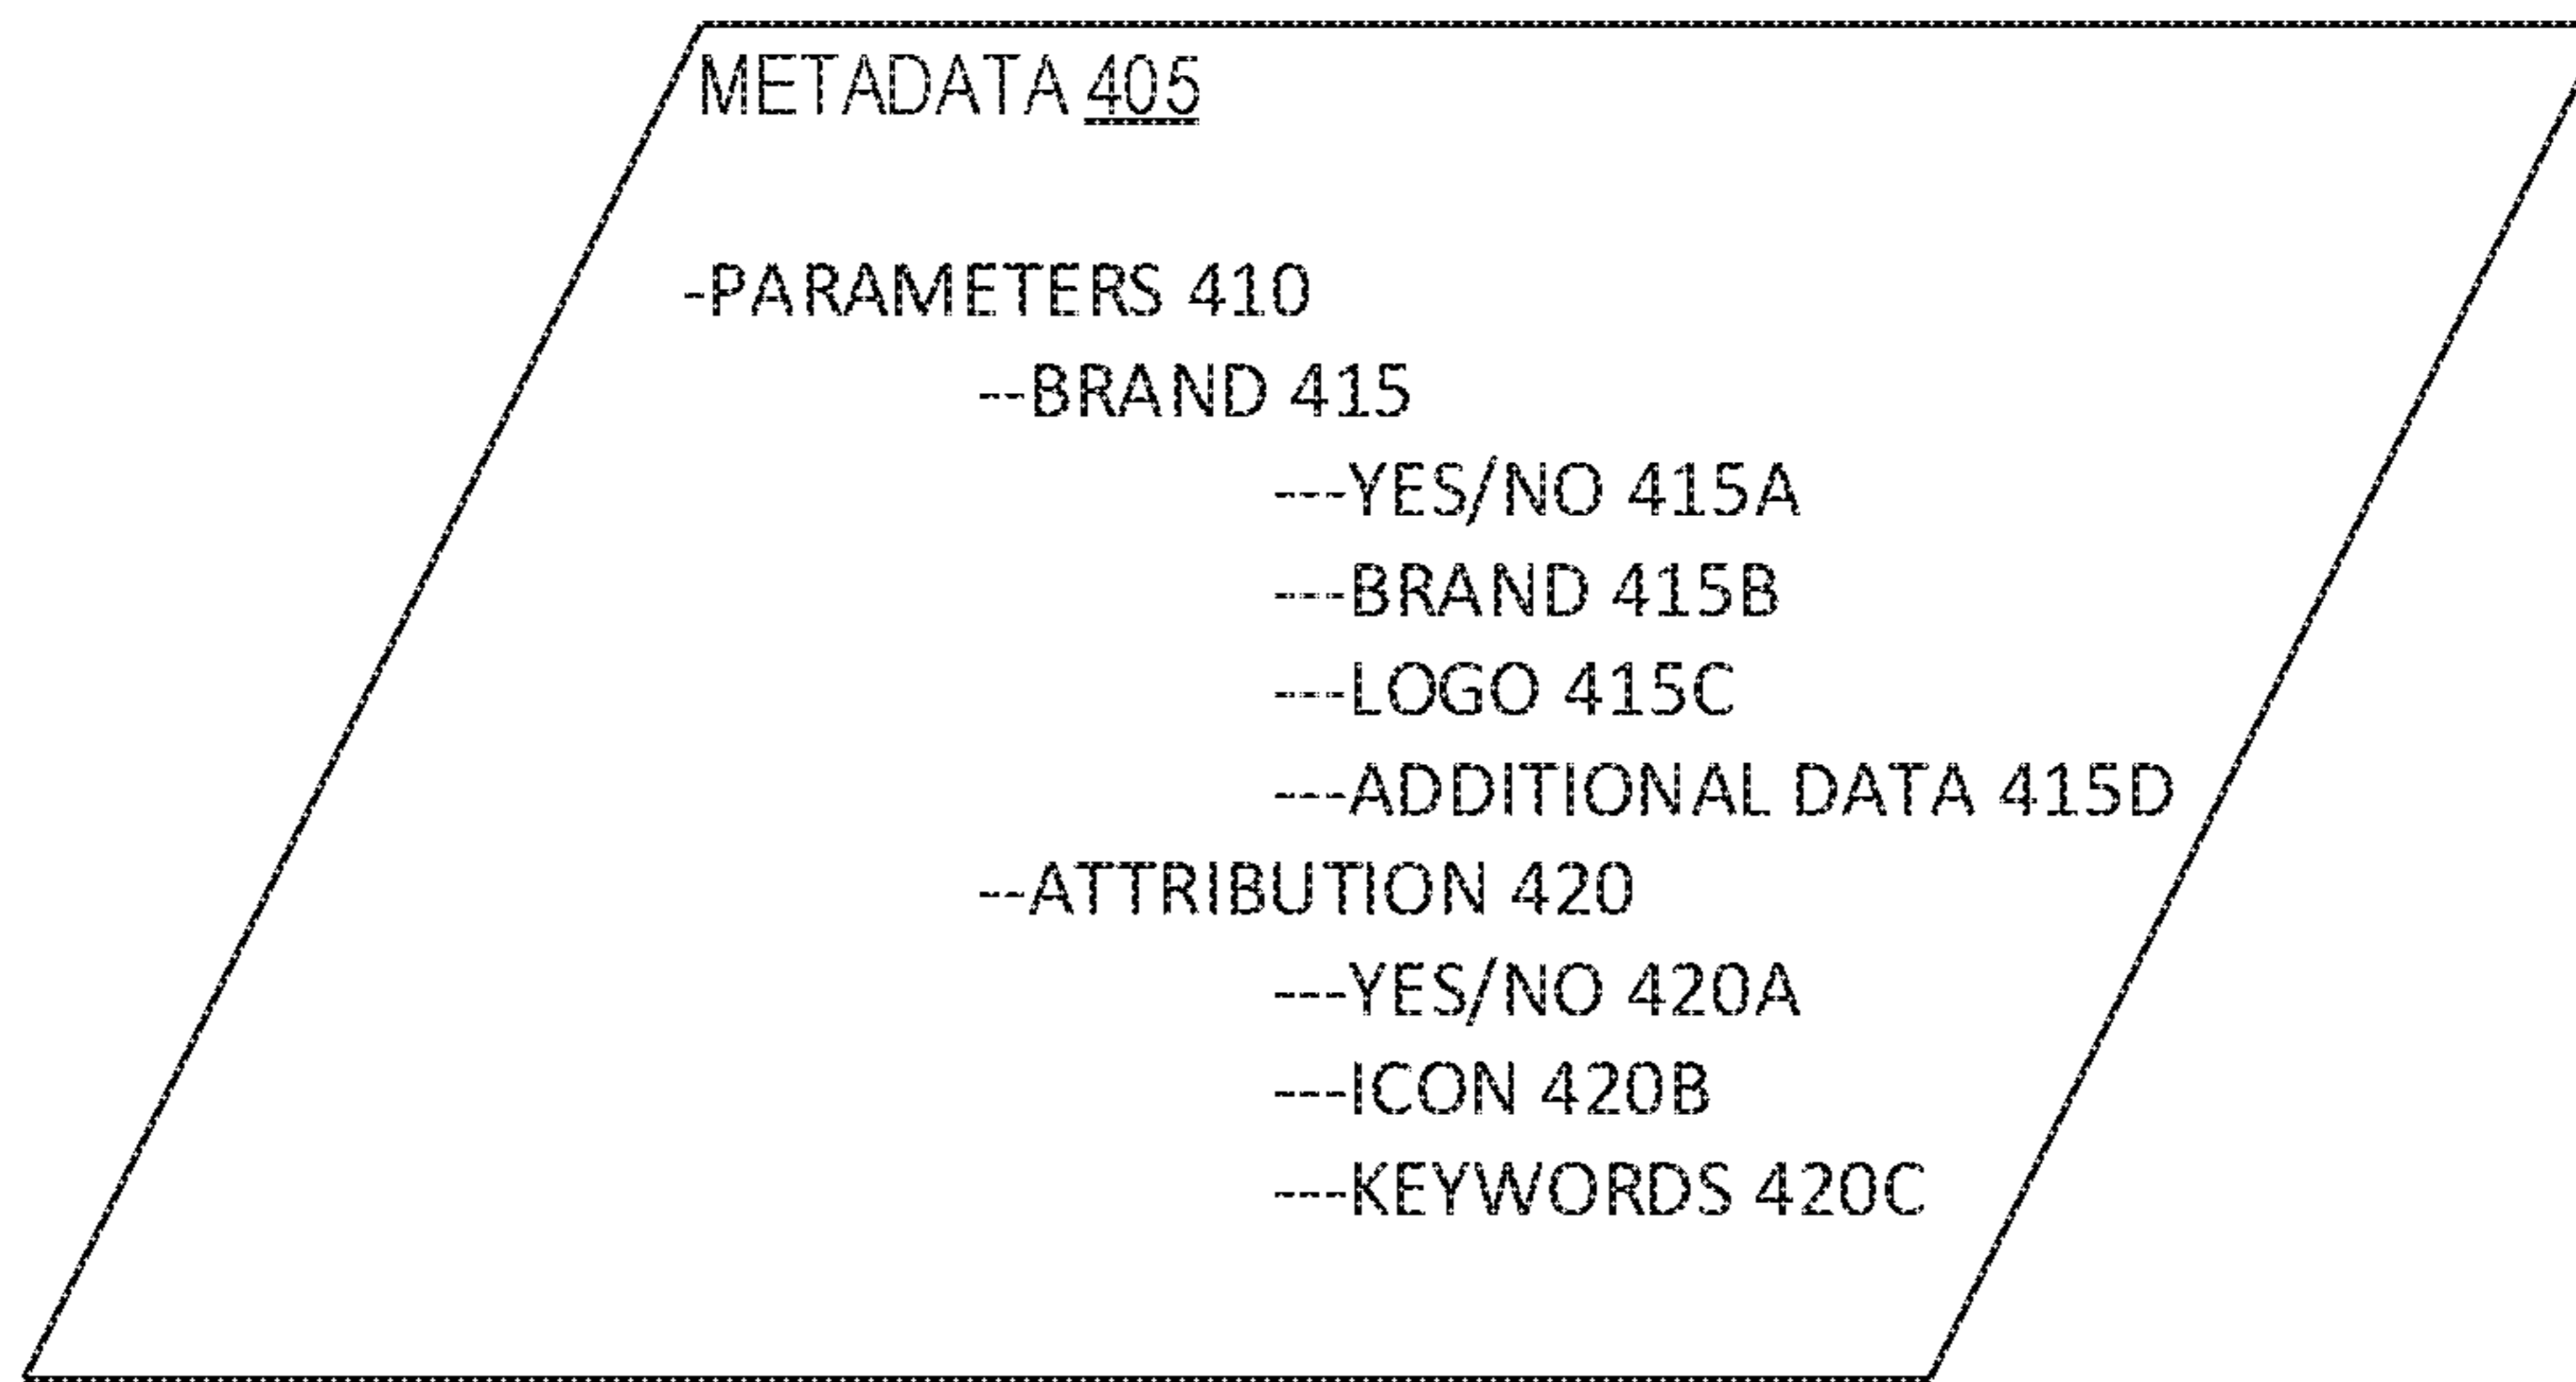 METADATA 405
-PARAMETERS 410
--BRAND 415
---YES/NO 415A
---BRAND 415B
---LOGO 415C
---ADDITIONAL DATA 415D
--ATTRIBUTION 420
---YES/NO 420A
---ICON 420B
---KEYWORDS 420C